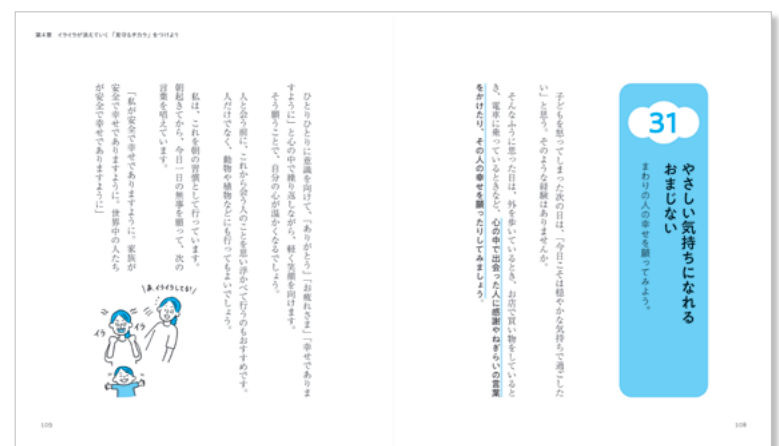 31
やさしい気持ちになれる
おまじない
まわりの人の幸せを願ってみよう。
子どもを怒ってしまった次の日は、「今日こそは穏やかな気持ちで過ごした
い」と思う。そのような経験はありませんか。
そんなふうに思った日は、外を歩いているとき、お店で買い物をしていると
き、電車に乗っているときなど、心の中で出会った人に感謝やねぎらいの言葉
をかけたり、その人の幸せを願ったりしてみましょう。
108
第4章 イライラが消えていく「見守るチカラ」をつけよう
ひとりひとりに意識を向けて、「ありがとう」「お疲れさま」「幸せでありま
すように」と心の中で繰り返しながら、軽く笑顔を向けます。
そう願うことで、自分の心が温かくなるでしょう。
人と会う前に、これから会う人のことを思い浮かべて行うのもおすすめです。
人だけでなく、動物や植物などにも行ってもよいでしょう。
私は、これを朝の習慣として行っています。
朝起きてから、今日一日の無事を願って、次の
言葉を唱えています。
「私が安全で幸せでありますように。家族が
安全で幸せでありますように。世界中の人たち
が安全で幸せでありますように」
あ、イライラしてる!
イラ
イラ
109